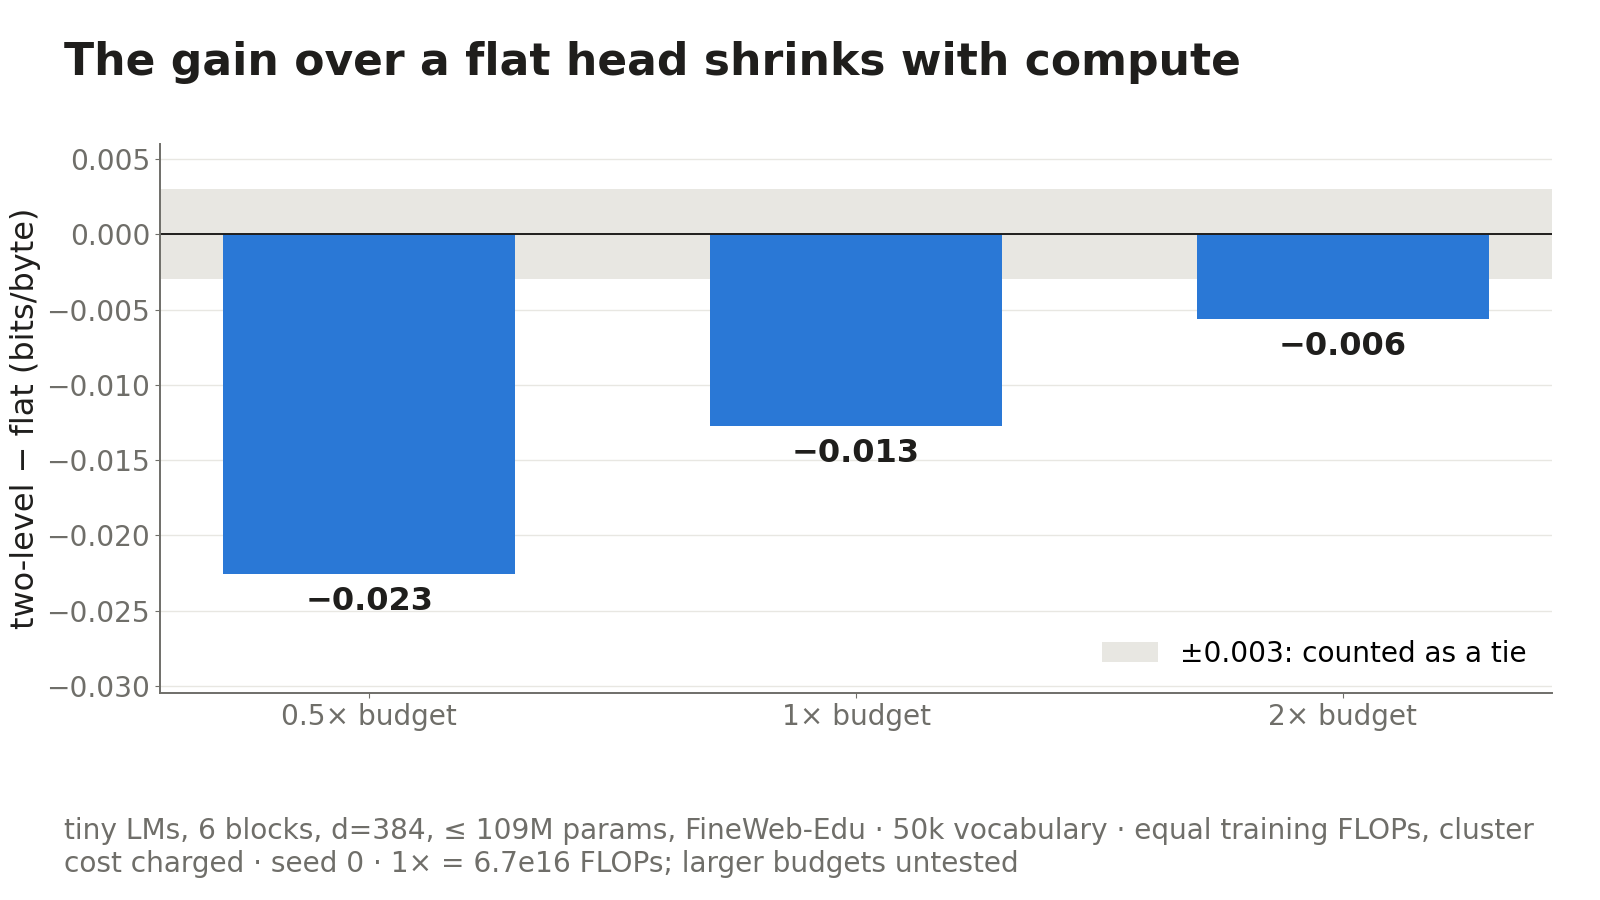 The gain over a flat head shrinks with compute
two-level − flat (bits/byte)
0.005
0.000
−0.005
−0.010
−0.015
−0.020
−0.025
−0.030
−0.023
−0.013
−0.006
±0.003: counted as a tie
0.5× budget
1× budget
2× budget
tiny LMs, 6 blocks, d=384, ≤ 109M params, FineWeb-Edu · 50k vocabulary · equal training FLOPs, cluster
cost charged · seed 0 · 1× = 6.7e16 FLOPs; larger budgets untested